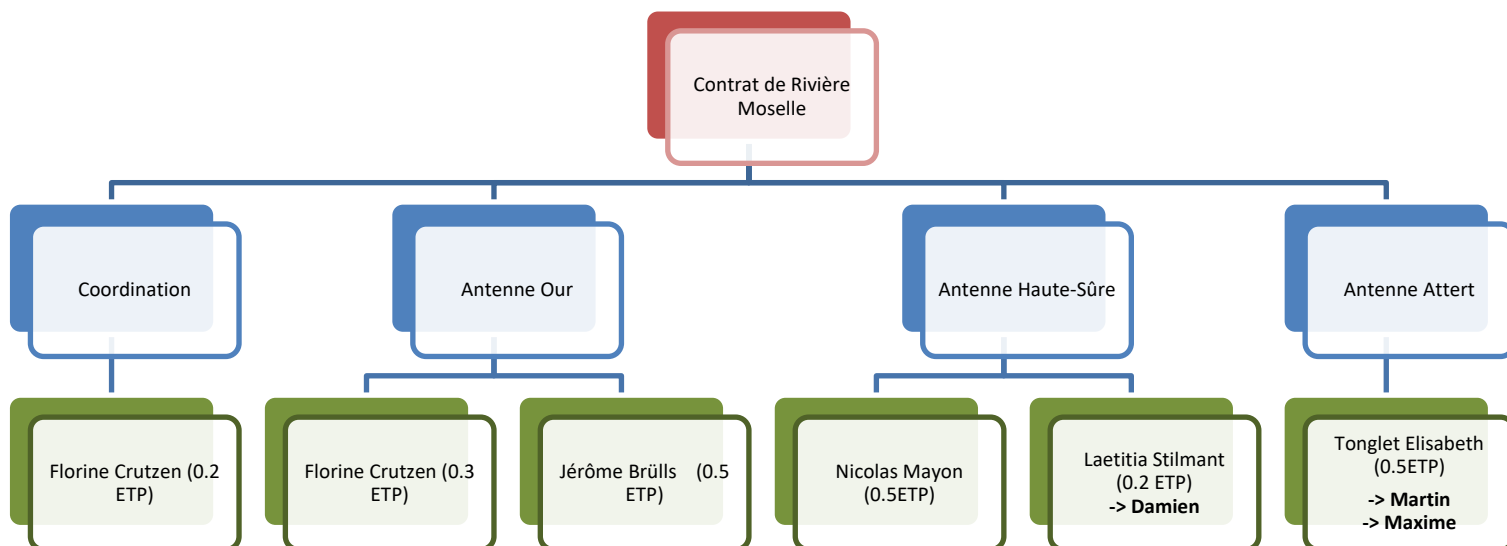 Contrat de Rivière
Moselle
Coordination
Antenne Our
Antenne Haute-Sûre
Antenne Attert
Florine Crutzen (0.2
ETP)
Florine Crutzen (0.3
ETP)
Jérôme Brülls (0.5
ETP)
Nicolas Mayon
(0.5ETP)
Laetitia Stilmant
(0.2 ETP)
-> Damien
Tonglet Elisabeth
(0.5ETP)
-> Martin
-> Maxime